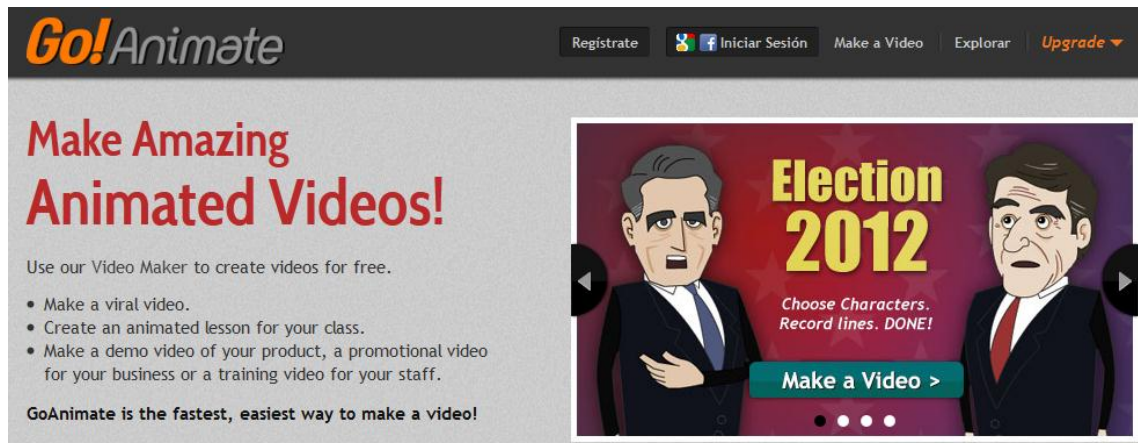 Go!Animate
Regístrate
Iniciar Sesión
Make a Video
Explorar
Upgrade
Make Amazing
Animated Videos!
Use our Video Maker to create videos for free.
• Make a viral video.
• Create an animated lesson for your class.
• Make a demo video of your product, a promotional video
for your business or a training video for your staff.
GoAnimate is the fastest, easiest way to make a video!
Election
2012
Choose Characters.
Record lines. DONE!
Make a Video >